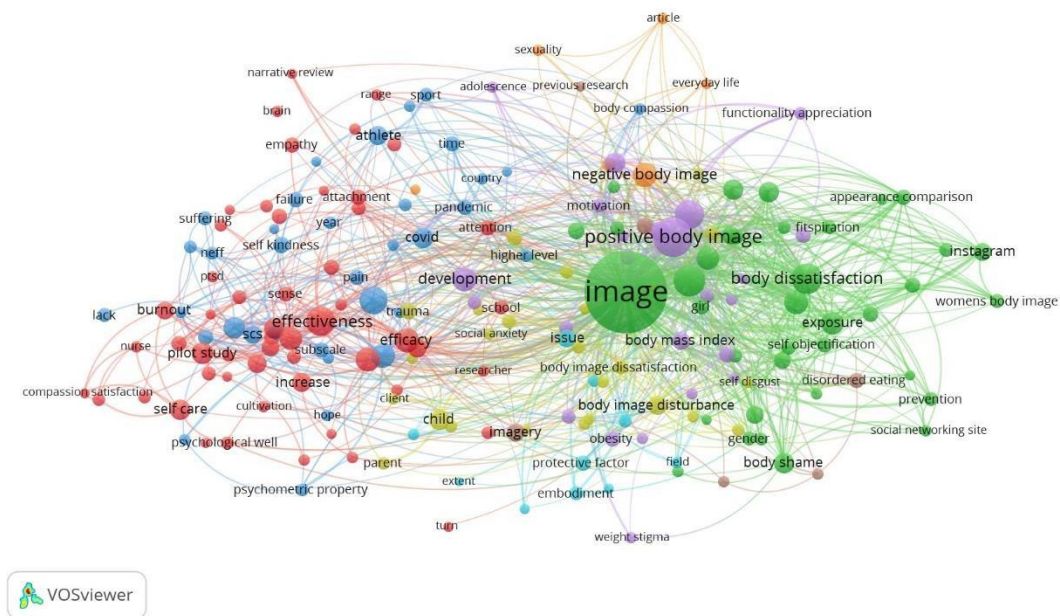 article
sexuality
narrative review
range
sport
adolescence
previous research
everyday life
brain
body compassion
functionality appreciation
athlete
empathy
time
country
negative body image
failure
attachment
motivation
appearance comparison
suffering
year
pandemic
attention
fitspiration
self kindness
covid
positive body image
neff
higher level
instagram
ptsd
pain
development
body dissatisfaction
sense
image
womens body image
lack
burnout
trauma
school
girl
scs
effectiveness
exposure
social anxiety
issue
nurse
subscale
efficacy
body mass index
self objectification
pilot study
researcher
body image dissatisfaction
increase
self disgust
disordered eating
compassion satisfaction
client
prevention
self care
cultivation
hope
child
body image disturbance
imagery
social networking site
psychological well
obesity
gender
parent
protective factor
field
body shame
extent
psychometric property
embodiment
turn
weight stigma
VOSviewer